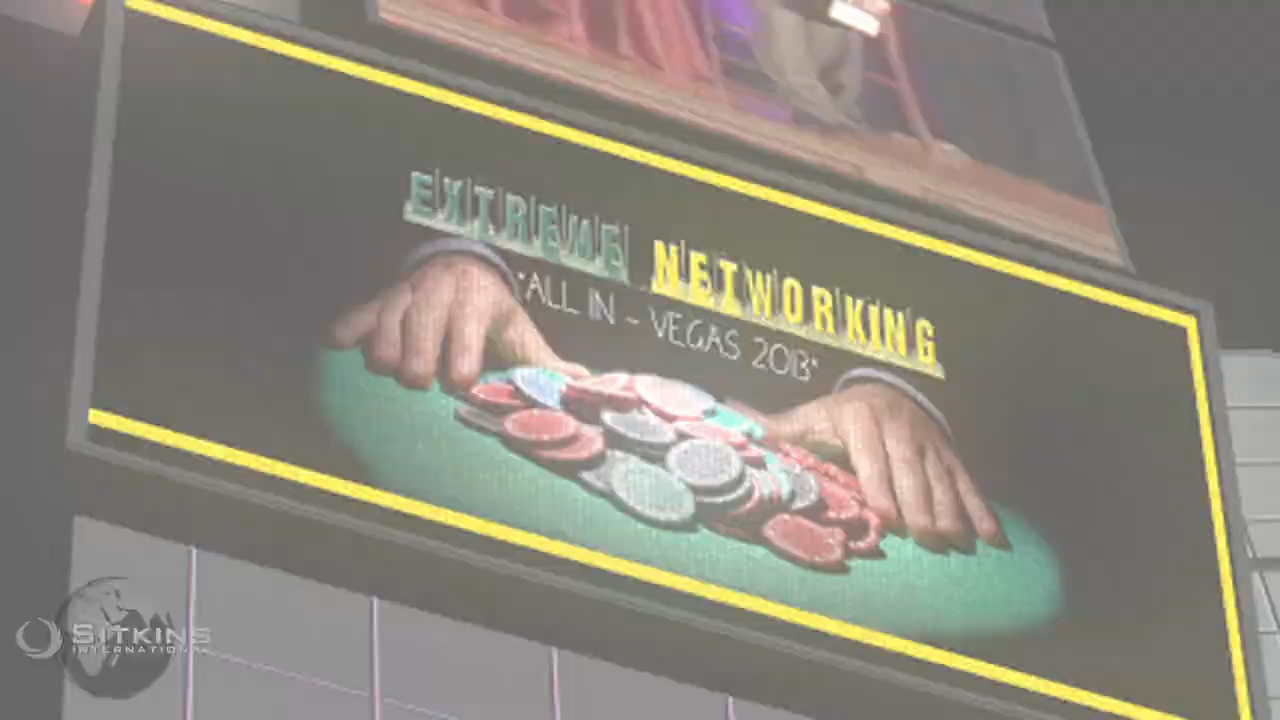 EXTREME NETWORKING
"ALL IN - VEGAS 2013"
SITKINS
INTERNATIONAL